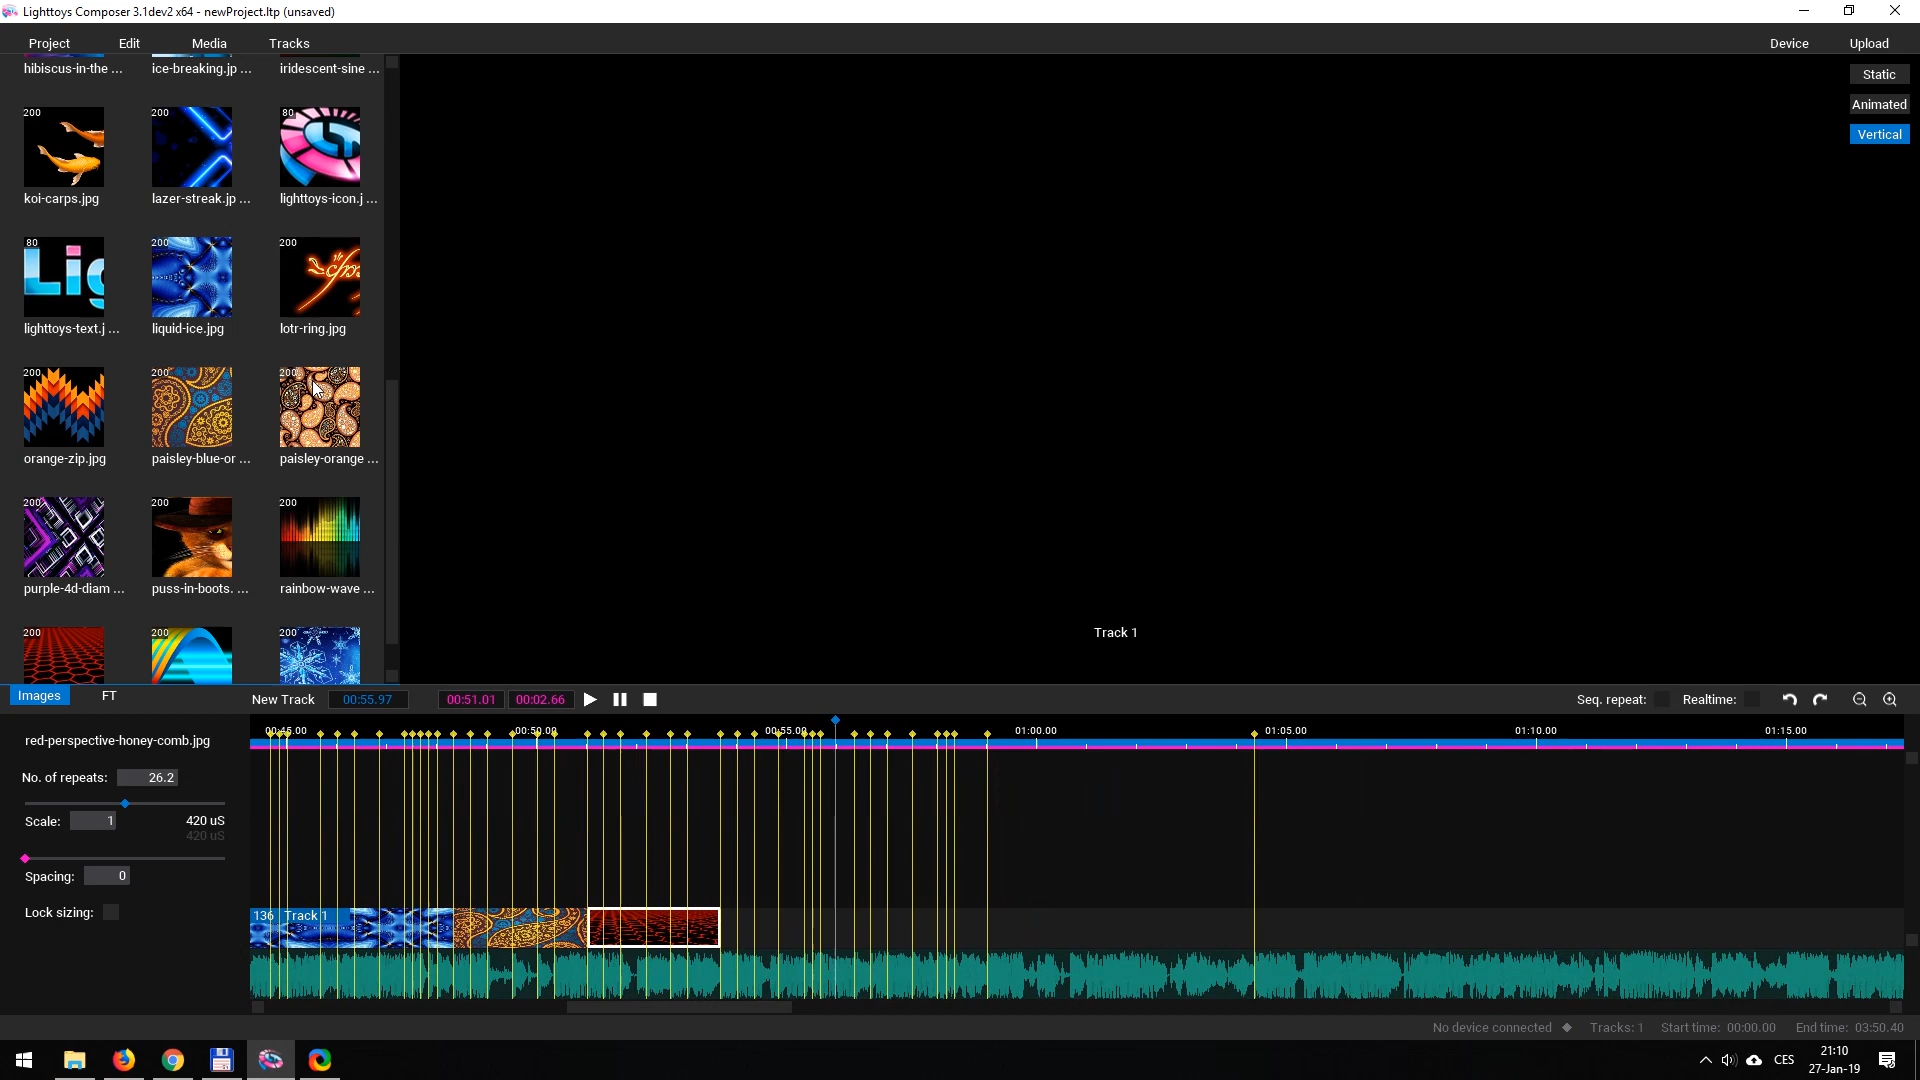 Lighttoys Composer 3.1dev2 x64 - newProject.ltp (unsaved)
Project Edit Media Tracks Device Upload
hibiscus-in-the ... ice-breaking.jp ... iridescent-sine ...
Static
Animated
Vertical
200 200 80
koi-carps.jpg lazer-streak.jp ... lighttoys-icon.j ...
80 200 200
Lig
lighttoys-text.j ... liquid-ice.jpg lotr-ring.jpg
200 200 200
orange-zip.jpg paisley-blue-or ... paisley-orange ...
200 200 200
purple-4d-diam ... puss-in-boots. ... rainbow-wave ...
200 200 200
Track 1
Images FT New Track 00:55.97 00:51.01 00:02.66 Seq. repeat: Realtime:
00:45.00 00:50.00 00:55.00 01:00.00 01:05.00 01:10.00 01:15.00
red-perspective-honey-comb.jpg
No. of repeats: 26.2
Scale: 1 420 uS
420 uS
Spacing: 0
Lock sizing:
136 Track 1
No device connected Tracks: 1 Start time: 00:00.00 End time: 03:50.40
CES 21:10
27-Jan-19